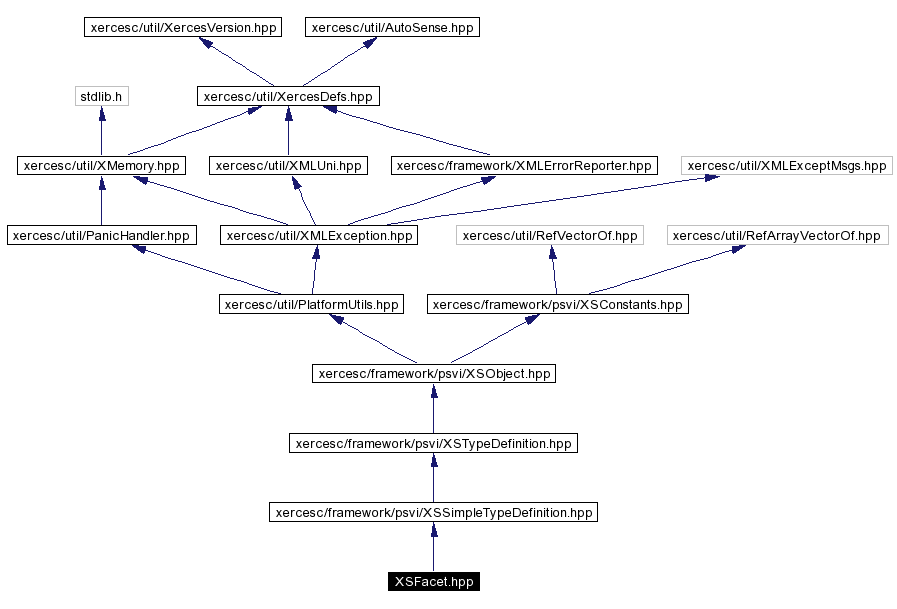 xercesc/util/XercesVersion.hpp
xercesc/util/AutoSense.hpp
stdlib.h
xercesc/util/XercesDefs.hpp
xercesc/util/XMemory.hpp
xercesc/util/XMLUni.hpp
xercesc/framework/XMLErrorReporter.hpp
xercesc/util/XMLExceptMsgs.hpp
xercesc/util/PanicHandler.hpp
xercesc/util/XMLException.hpp
xercesc/util/RefVectorOf.hpp
xercesc/util/RefArrayVectorOf.hpp
xercesc/util/PlatformUtils.hpp
xercesc/framework/psvi/XSConstants.hpp
xercesc/framework/psvi/XSObject.hpp
xercesc/framework/psvi/XSTypeDefinition.hpp
xercesc/framework/psvi/XSSimpleTypeDefinition.hpp
XSFacet.hpp